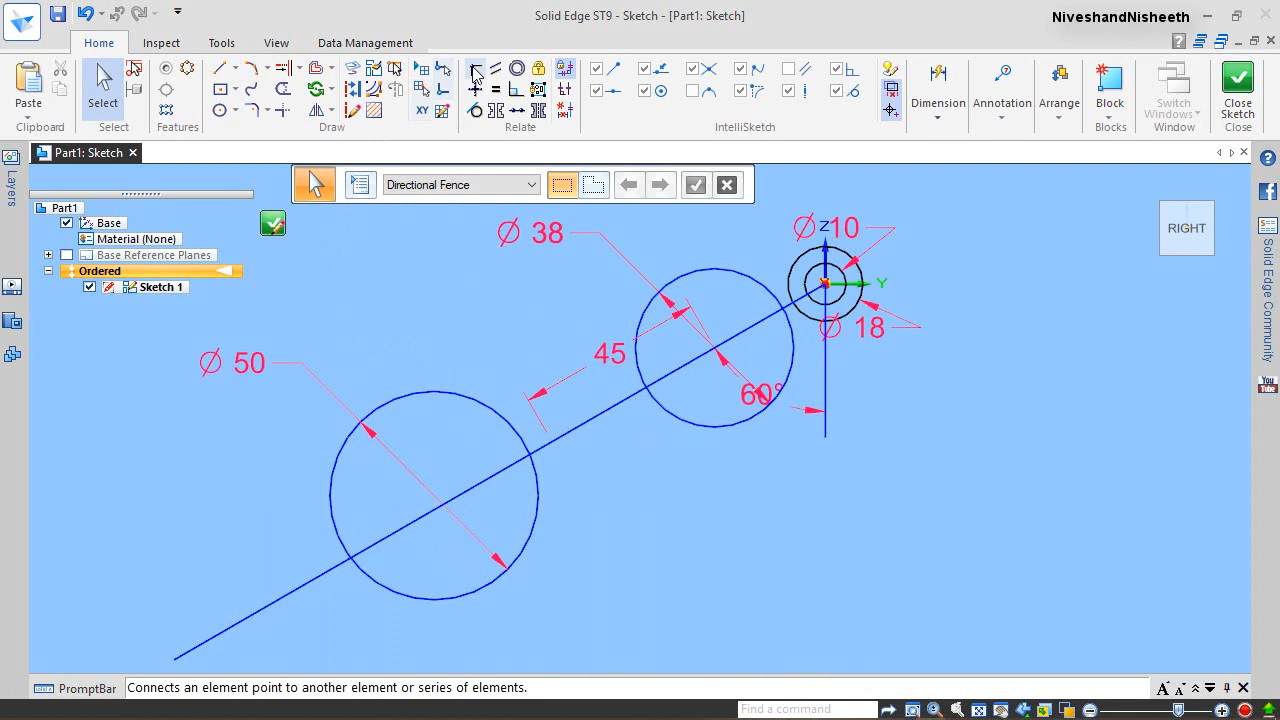 Solid Edge ST9 - Sketch - [Part1: Sketch]
NiveshandNisheeth
Home
Inspect
Tools
View
Data Management
Paste
Select
Dimension
Annotation
Arrange
Block
Switch
Windows
Close
Sketch
Clipboard
Select
Features
Draw
Relate
IntelliSketch
Blocks
Window
Close
Part1: Sketch
Layers
Directional Fence
Part1
Base
Material (None)
Base Reference Planes
Ordered
Sketch 1
RIGHT
Solid Edge Community
You
Tube
Ø 38
Z
Ø 10
Y
Ø 18
45
Ø 50
60°
PromptBar
Connects an element point to another element or series of elements.
Find a command